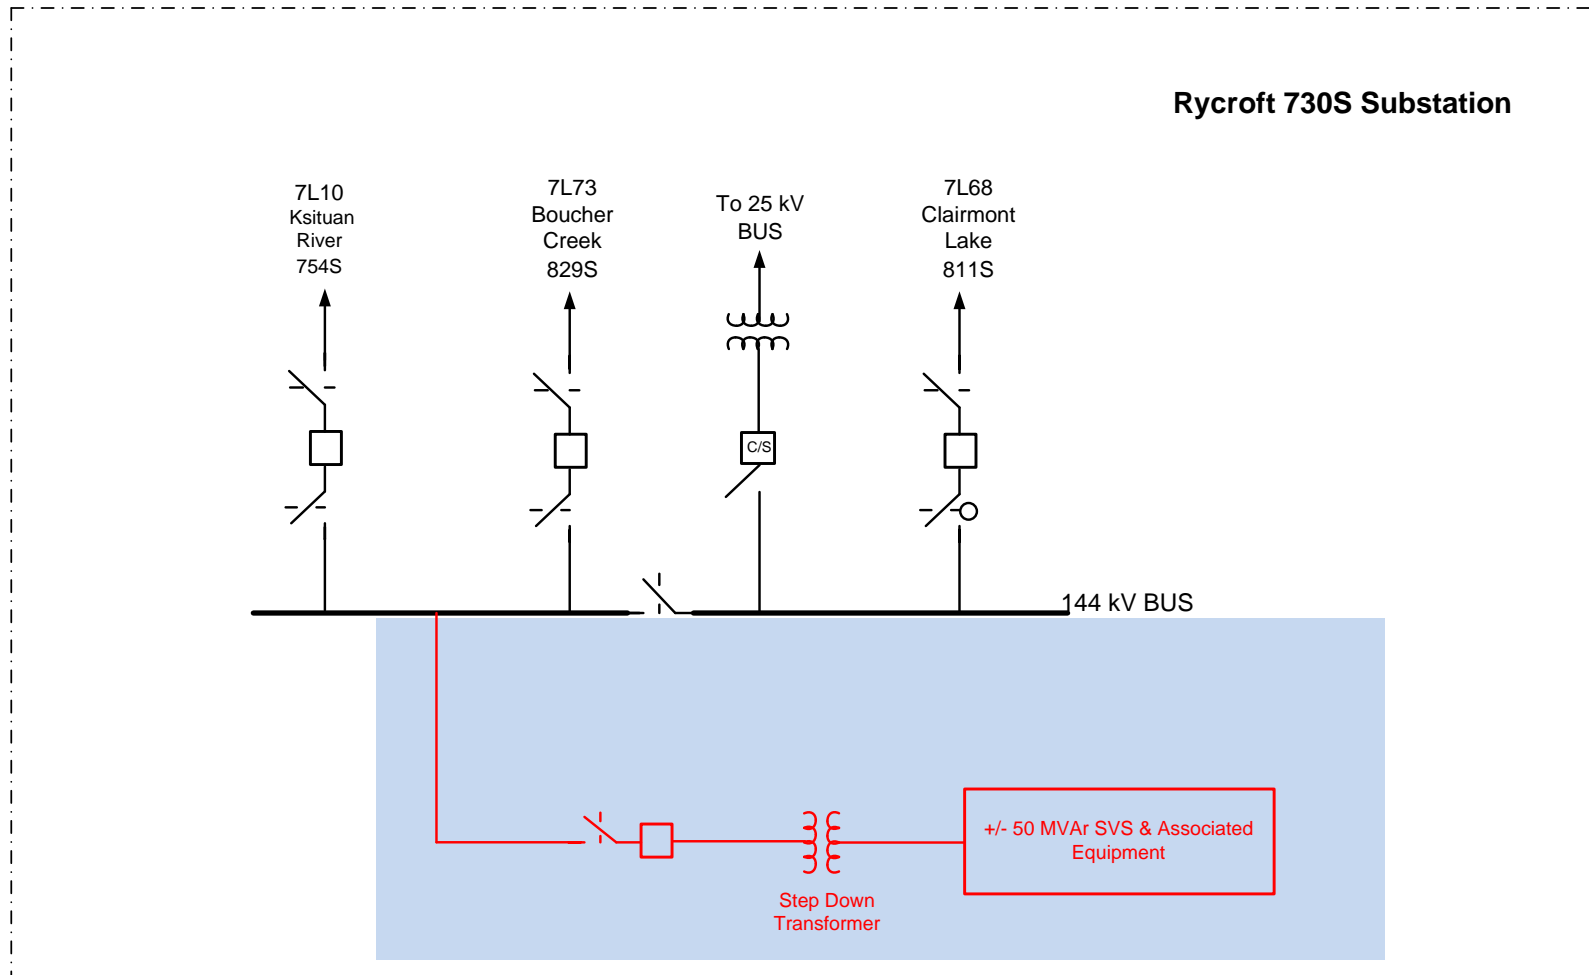 Rycroft 730S Substation
7L10
Ksituan
River
754S
7L73
Boucher
Creek
829S
To 25 kV
BUS
7L68
Clairmont
Lake
811S
C/S
144 kV BUS
+/- 50 MVAr SVS & Associated
Equipment
Step Down
Transformer